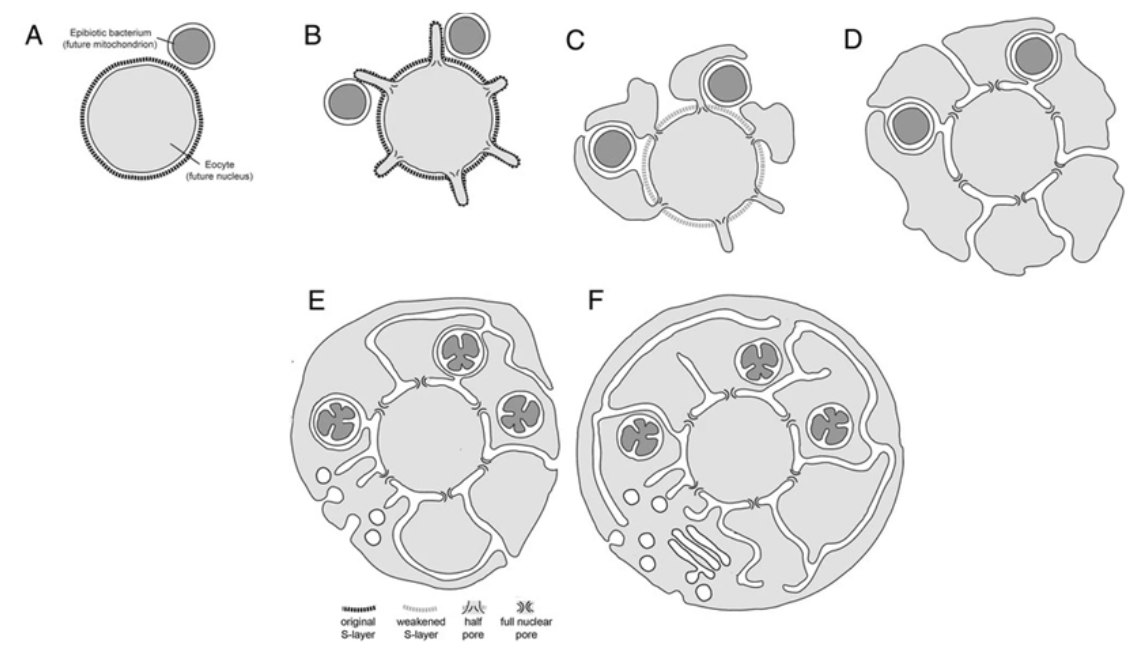 A
Epibiotic bacterium
(future mitochondrion)
Eocyte
(future nucleus)
B
C
D
E
F
original
S-layer
weakened
S-layer
half
pore
full nuclear
pore